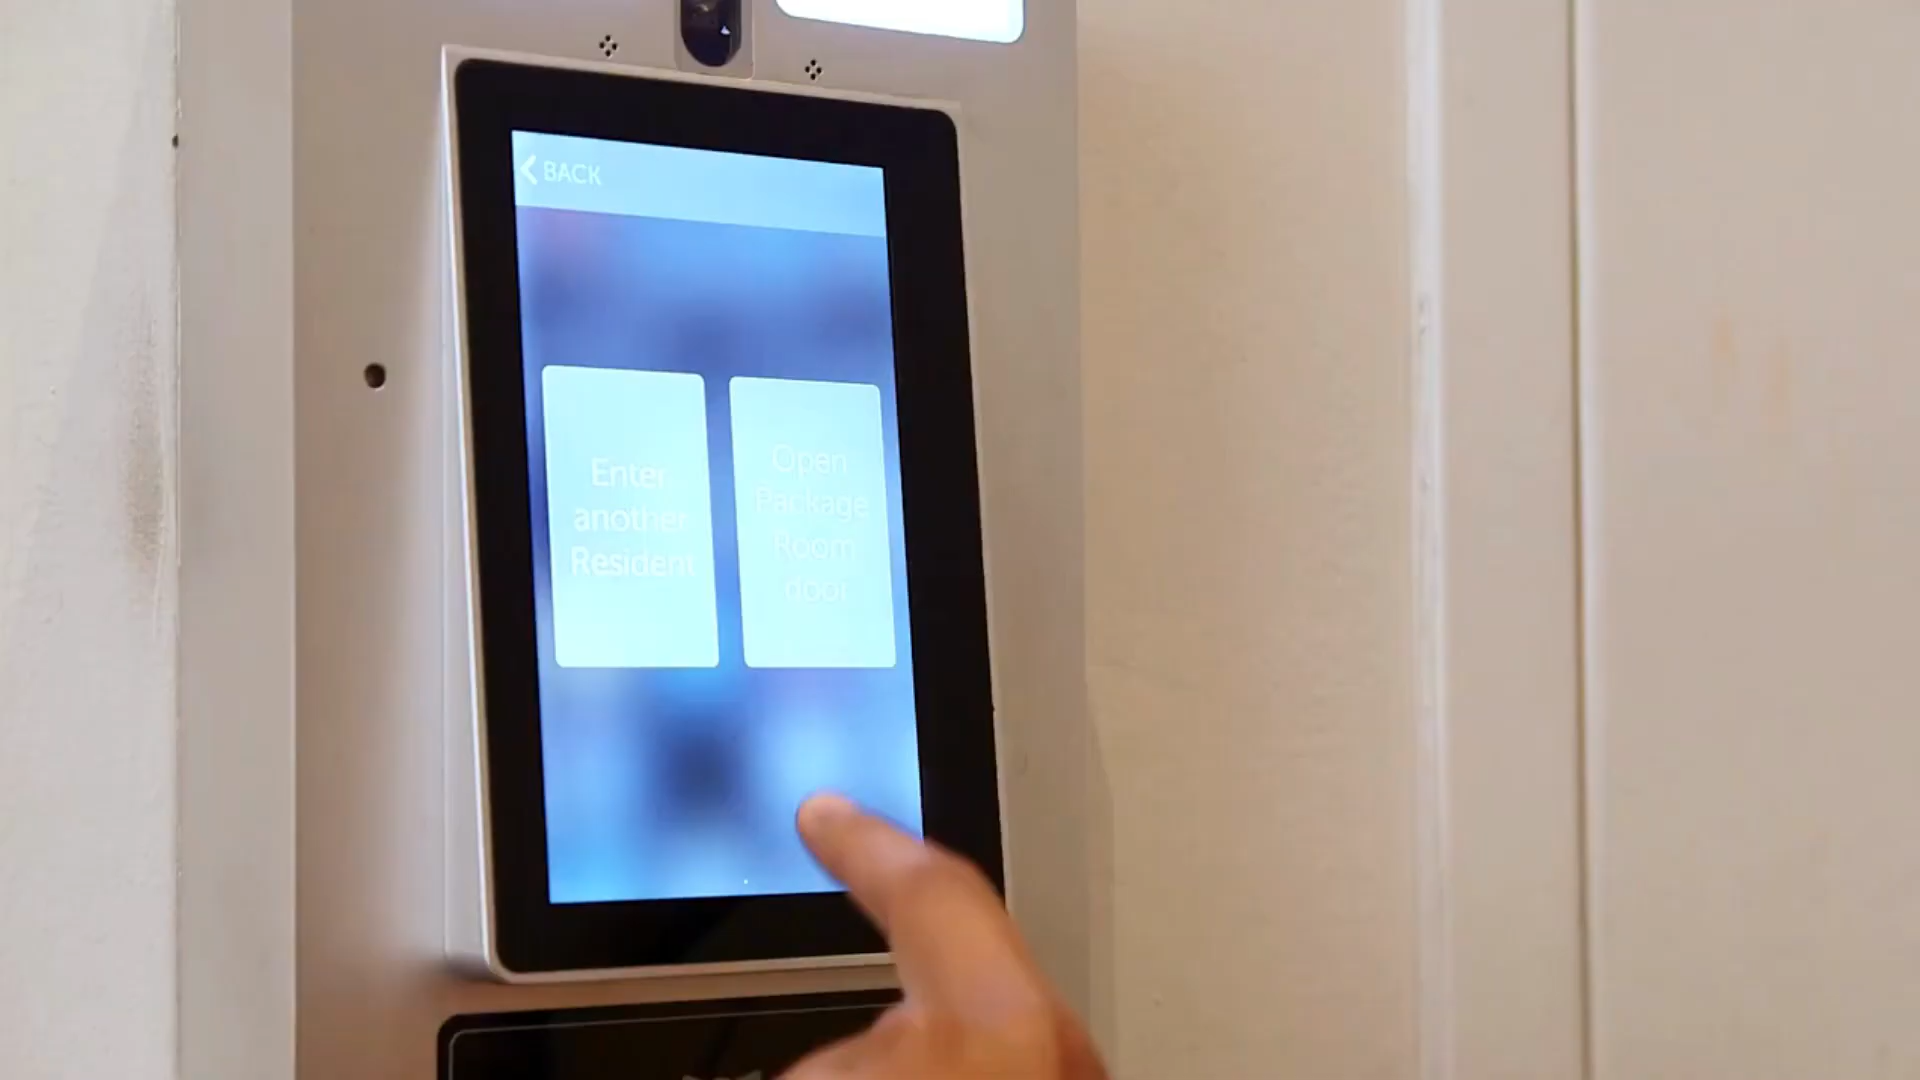 BACK
Enter
another
Resident
Open
Package
Room
door